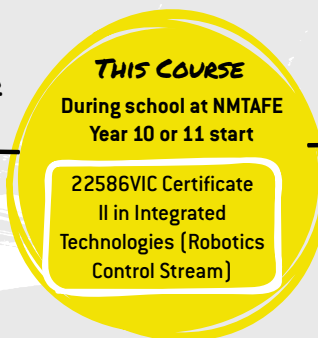 THIS COURSE
During school at NMTAFE
Year 10 or 11 start
22586VIC Certificate
II in Integrated
Technologies (Robotics
Control Stream)